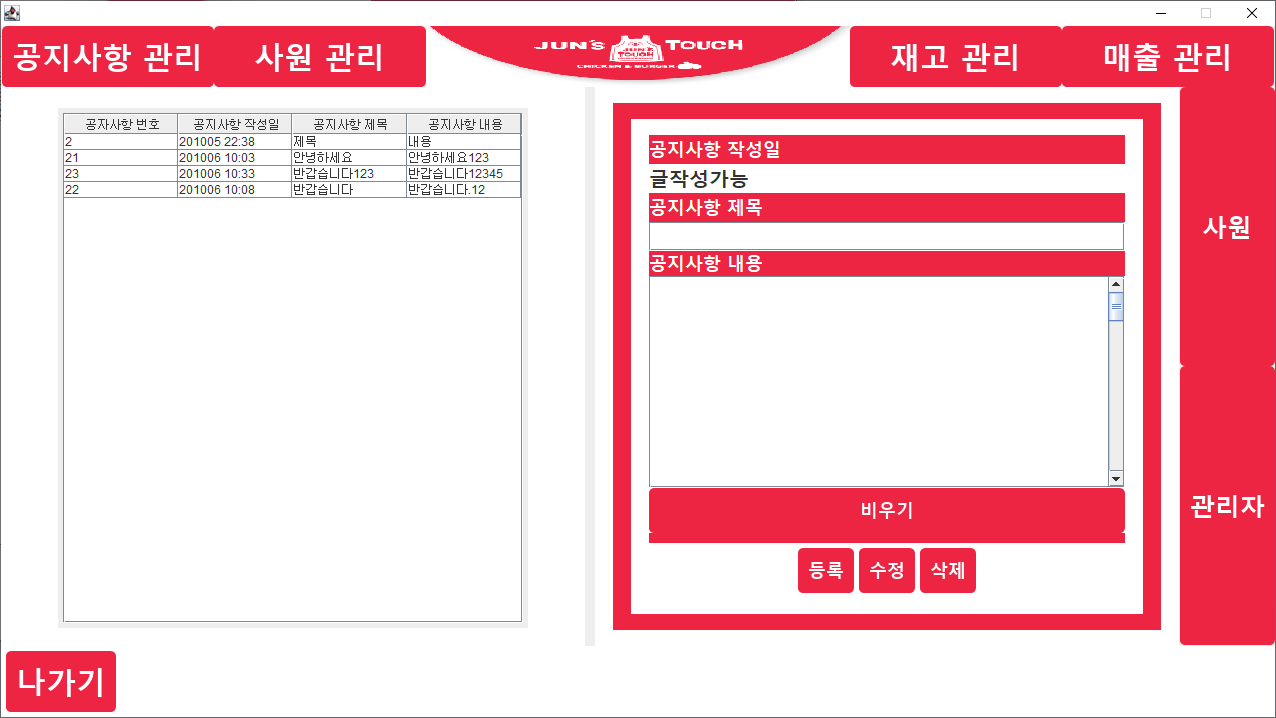 공지사항 관리 사원 관리 JUN'S TOUCH 재고 관리 매출 관리
JUN'S
TOUCH
CHICKEN & BURGER
공자사항 번호 공지사항 작성일 공지사항 제목 공지사항 내용
2 201005 22:38 제목 내용
21 201006 10:03 안녕하세요 안녕하세요123
23 201006 10:33 반갑습니다123 반갑습니다12345
22 201006 10:08 반갑습니다 반갑습니다.12
공지사항 작성일
글작성가능
공지사항 제목
공지사항 내용
비우기
등록 수정 삭제
사원
관리자
나가기